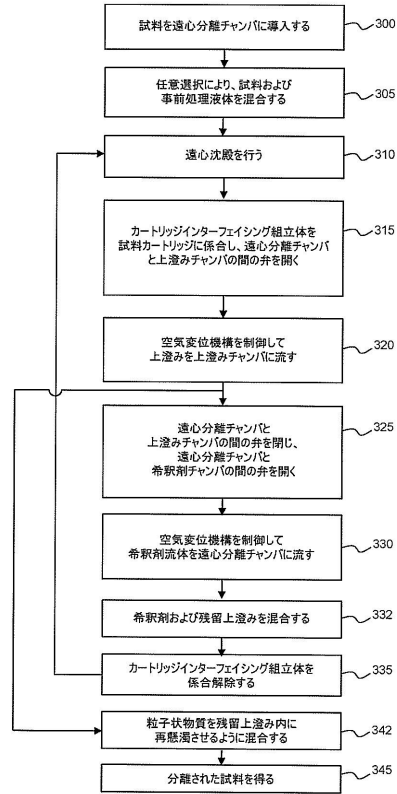 試料を遠心分離チャンバに導入する
300
任意選択により、試料および
事前処理液体を混合する
305
遠心沈殿を行う
310
カートリッジインターフェイシング組立体を
試料カートリッジに係合し、遠心分離チャンバ
と上澄みチャンバの間の弁を開く
315
空気変位機構を制御して
上澄みを上澄みチャンバに流す
320
遠心分離チャンバと
上澄みチャンバの間の弁を閉じ、
遠心分離チャンバと
希釈剤チャンバの間の弁を開く
325
空気変位機構を制御して
希釈剤流体を遠心分離チャンバに流す
330
希釈剤および残留上澄みを混合する
332
カートリッジインターフェイシング組立体を
係合解除する
335
粒子状物質を残留上澄み内に
再懸濁させるように混合する
342
分離された試料を得る
345